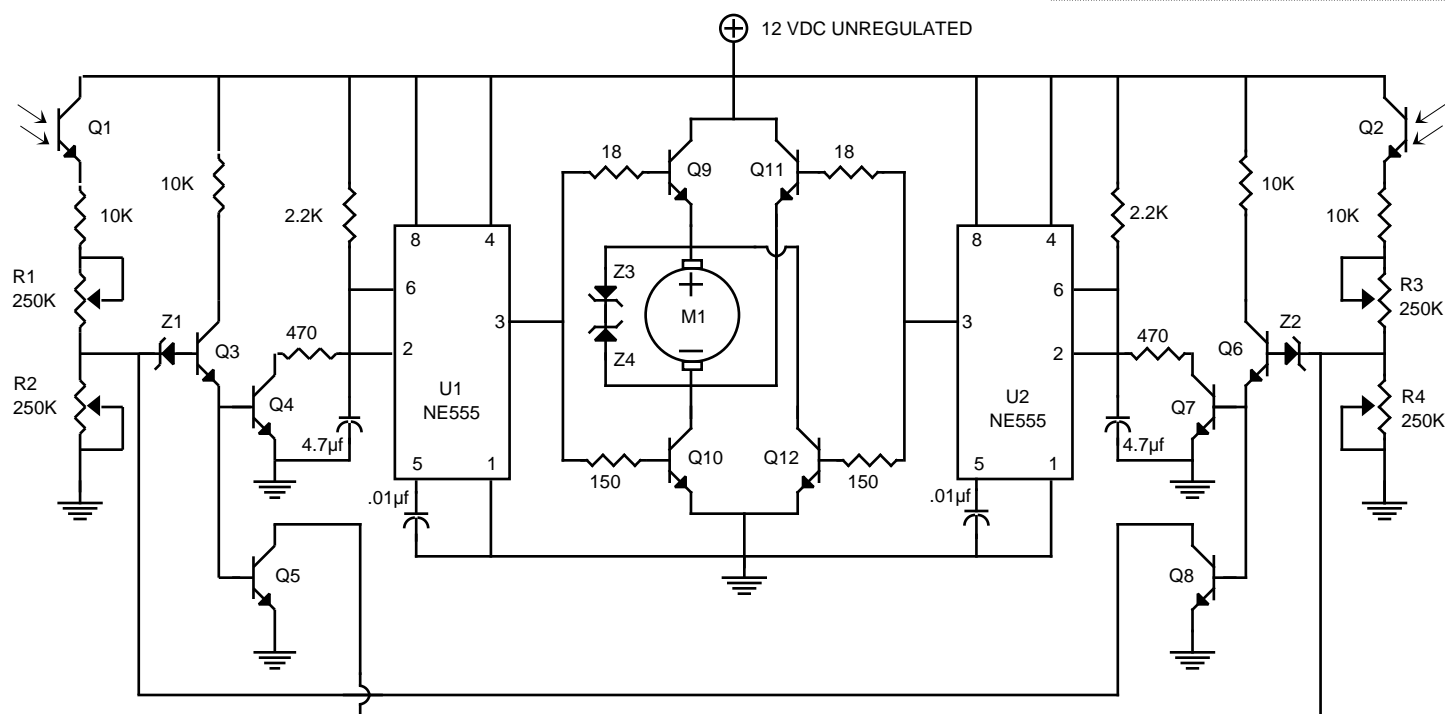 12 VDC UNREGULATED
Q1
Q2
18
18
Q9
Q11
10K
10K
10K
10K
2.2K
2.2K
8
4
8
4
R1
250K
R3
250K
6
6
Z3
+
M1
−
Z4
3
3
Z1
Z2
470
470
Q3
Q6
2
2
R2
250K
R4
250K
U1
NE555
U2
NE555
Q4
Q7
4.7µf
4.7µf
5
1
5
1
Q10
Q12
150
150
.01µf
.01µf
Q5
Q8